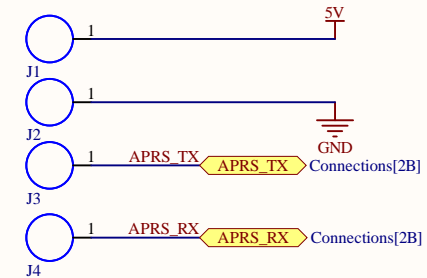 5V
1
J1
1
J2
GND
1 APRS_TX APRS_TX Connections[2B]
J3
1 APRS_RX APRS_RX Connections[2B]
J4